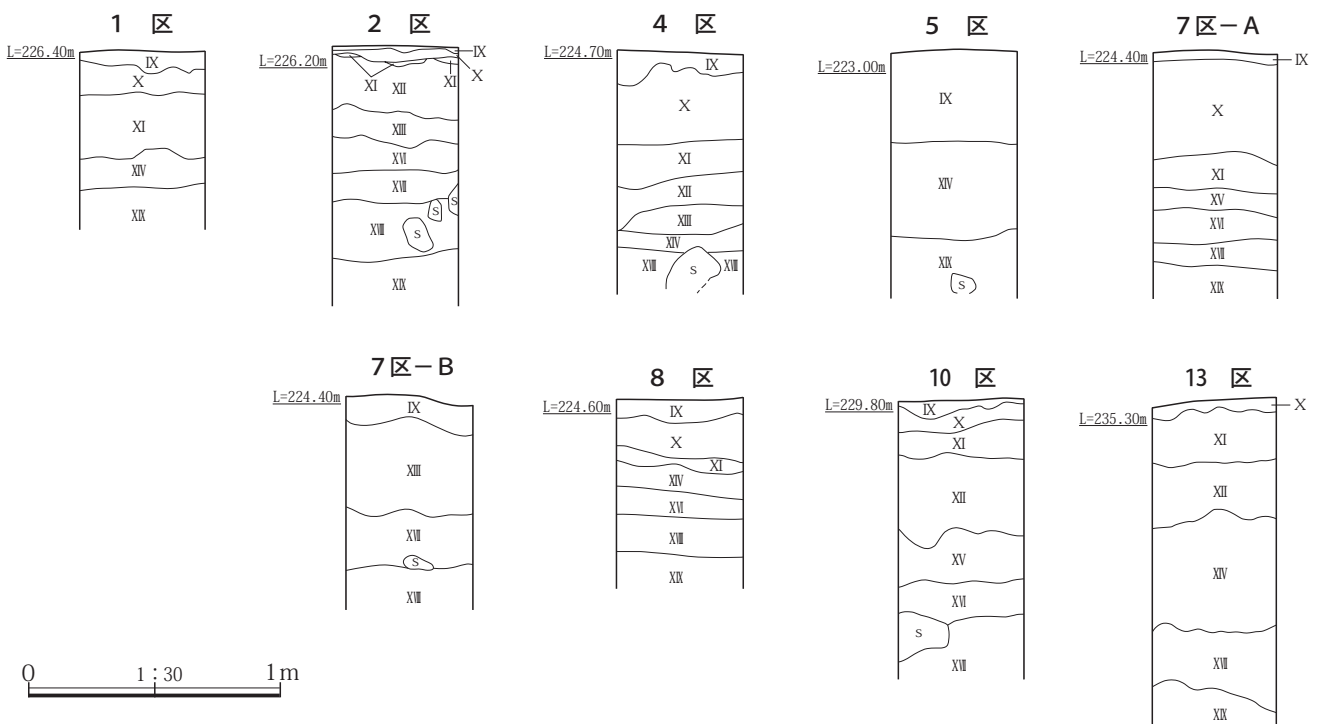 1 区
L=226.40m
IX
X
XI
XIV
XIX
2 区
L=226.20m
IX
X
XI
XI
XII
XIII
XVI
XVII
S
S
S
XVIII
XIX
4 区
L=224.70m
IX
X
XI
XII
XIII
XIV
XVIII
S
XVIII
5 区
L=223.00m
IX
XIV
XIX
S
7区－A
L=224.40m
IX
X
XI
XV
XVI
XVII
XIX
7区－B
L=224.40m
IX
XIII
XVII
S
XVIII
8 区
L=224.60m
IX
X
XI
XIV
XVI
XVIII
XIX
10 区
L=229.80m
IX
X
XI
XII
XV
XVI
S
XVII
13 区
L=235.30m
X
XI
XII
XIV
XVII
XIX
0 1：30 1m